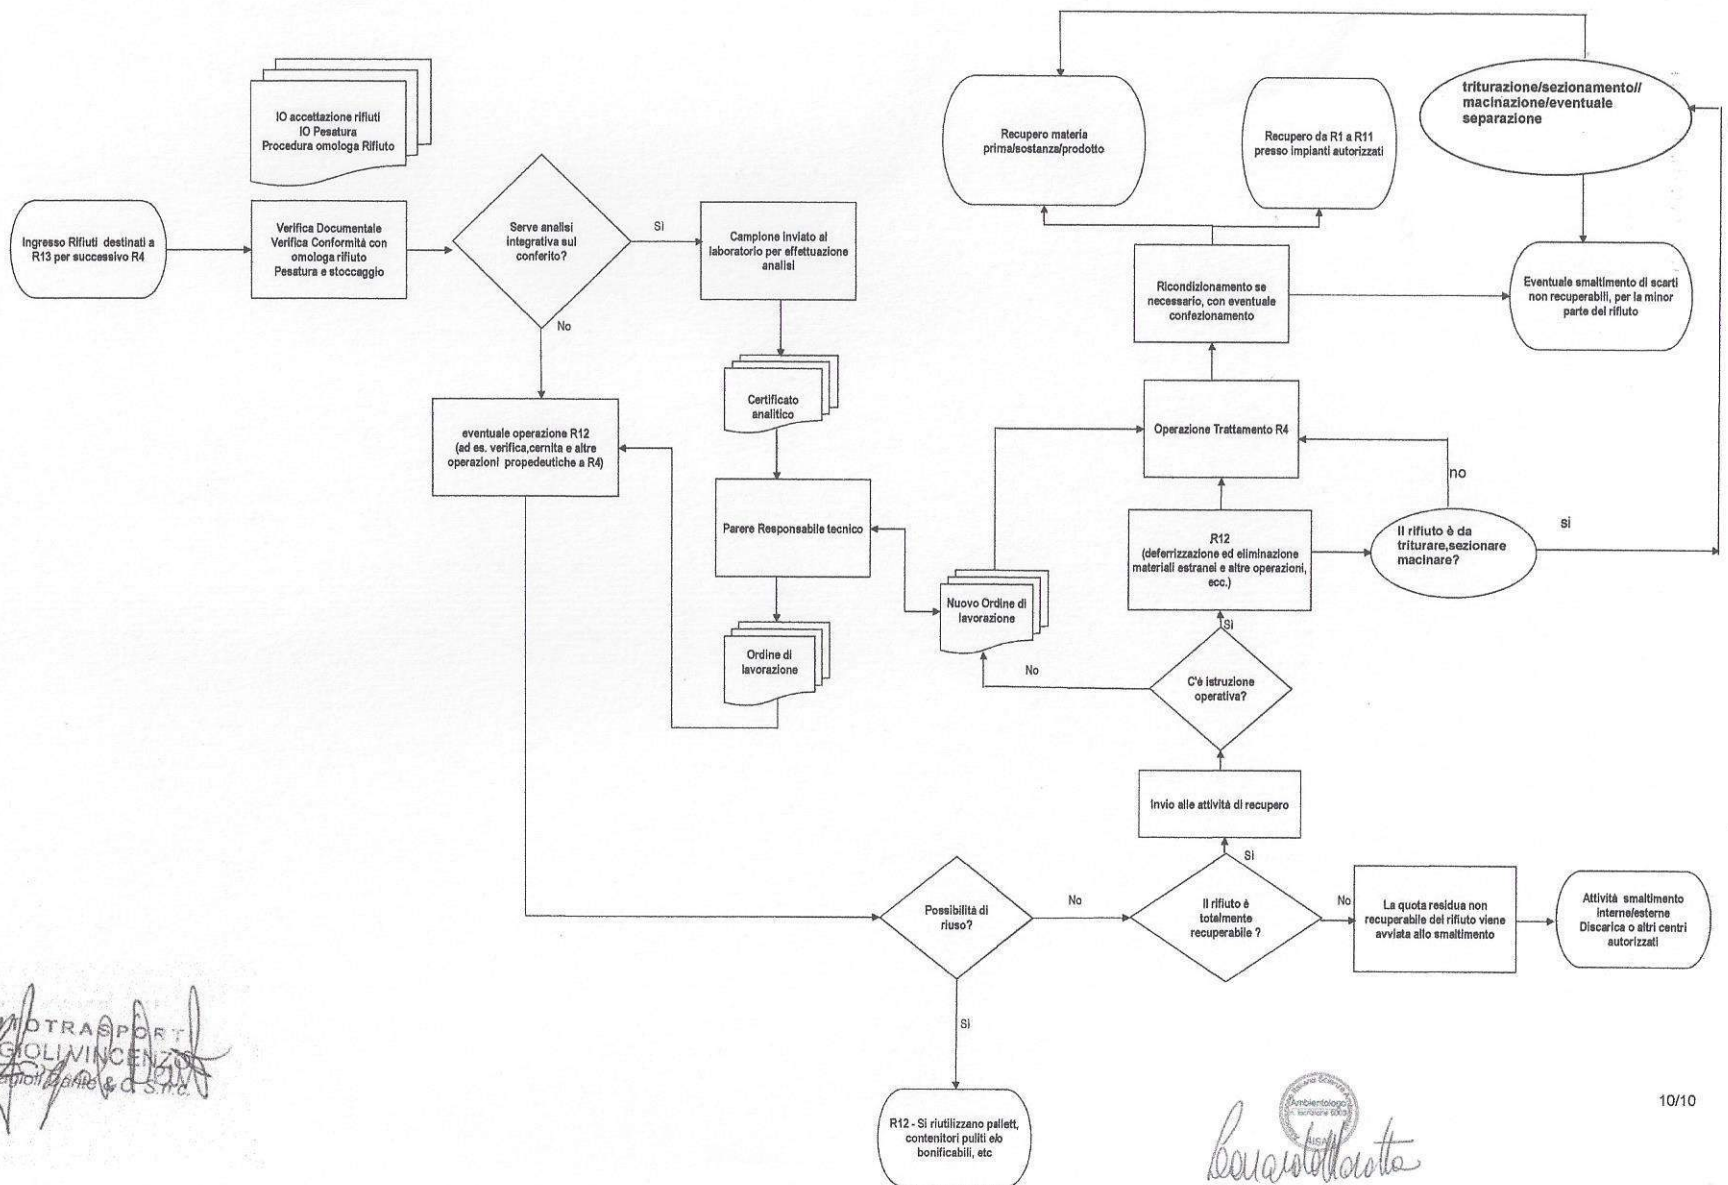 IO accettazione rifiuti
IO Pesatura
Procedura omologa Rifiuto
Ingresso Rifiuti destinati a
R13 per successivo R4
Verifica Documentale
Verifica Conformità con
omologa rifiuto
Pesatura e stoccaggio
Serve analisi
integrativa sul
conferito?
Sì
No
Campione inviato al
laboratorio per effettuazione
analisi
Certificato
analitico
eventuale operazione R12
(ad es. verifica,cernita e altre
operazioni propedeutiche a R4)
Parere Responsabile tecnico
Ordine di
lavorazione
Nuovo Ordine di
lavorazione
Recupero materia
prima/sostanza/prodotto
Recupero da R1 a R11
presso impianti autorizzati
triturazione/sezionamento//
macinazione/eventuale
separazione
Ricondizionamento se
necessario, con eventuale
confezionamento
Eventuale smaltimento di scarti
non recuperabili, per la minor
parte del rifiuto
Operazione Trattamento R4
no
R12
(deferrizzazione ed eliminazione
materiali estranei e altre operazioni,
ecc.)
Il rifiuto è da
triturare,sezionare
macinare?
si
Sì
No
C'è istruzione
operativa?
Invio alle attività di recupero
Sì
Possibilità di
riuso?
No
Il rifiuto è
totalmente
recuperabile ?
No
La quota residua non
recuperabile del rifiuto viene
avviata allo smaltimento
Attività smaltimento
interne/esterne
Discarica o altri centri
autorizzati
Sì
R12 - Si riutilizzano pallett,
contenitori puliti e/o
bonificabili, etc
VINCENZO
& C. S.n.c.
Ambientologo
AISA
10/10